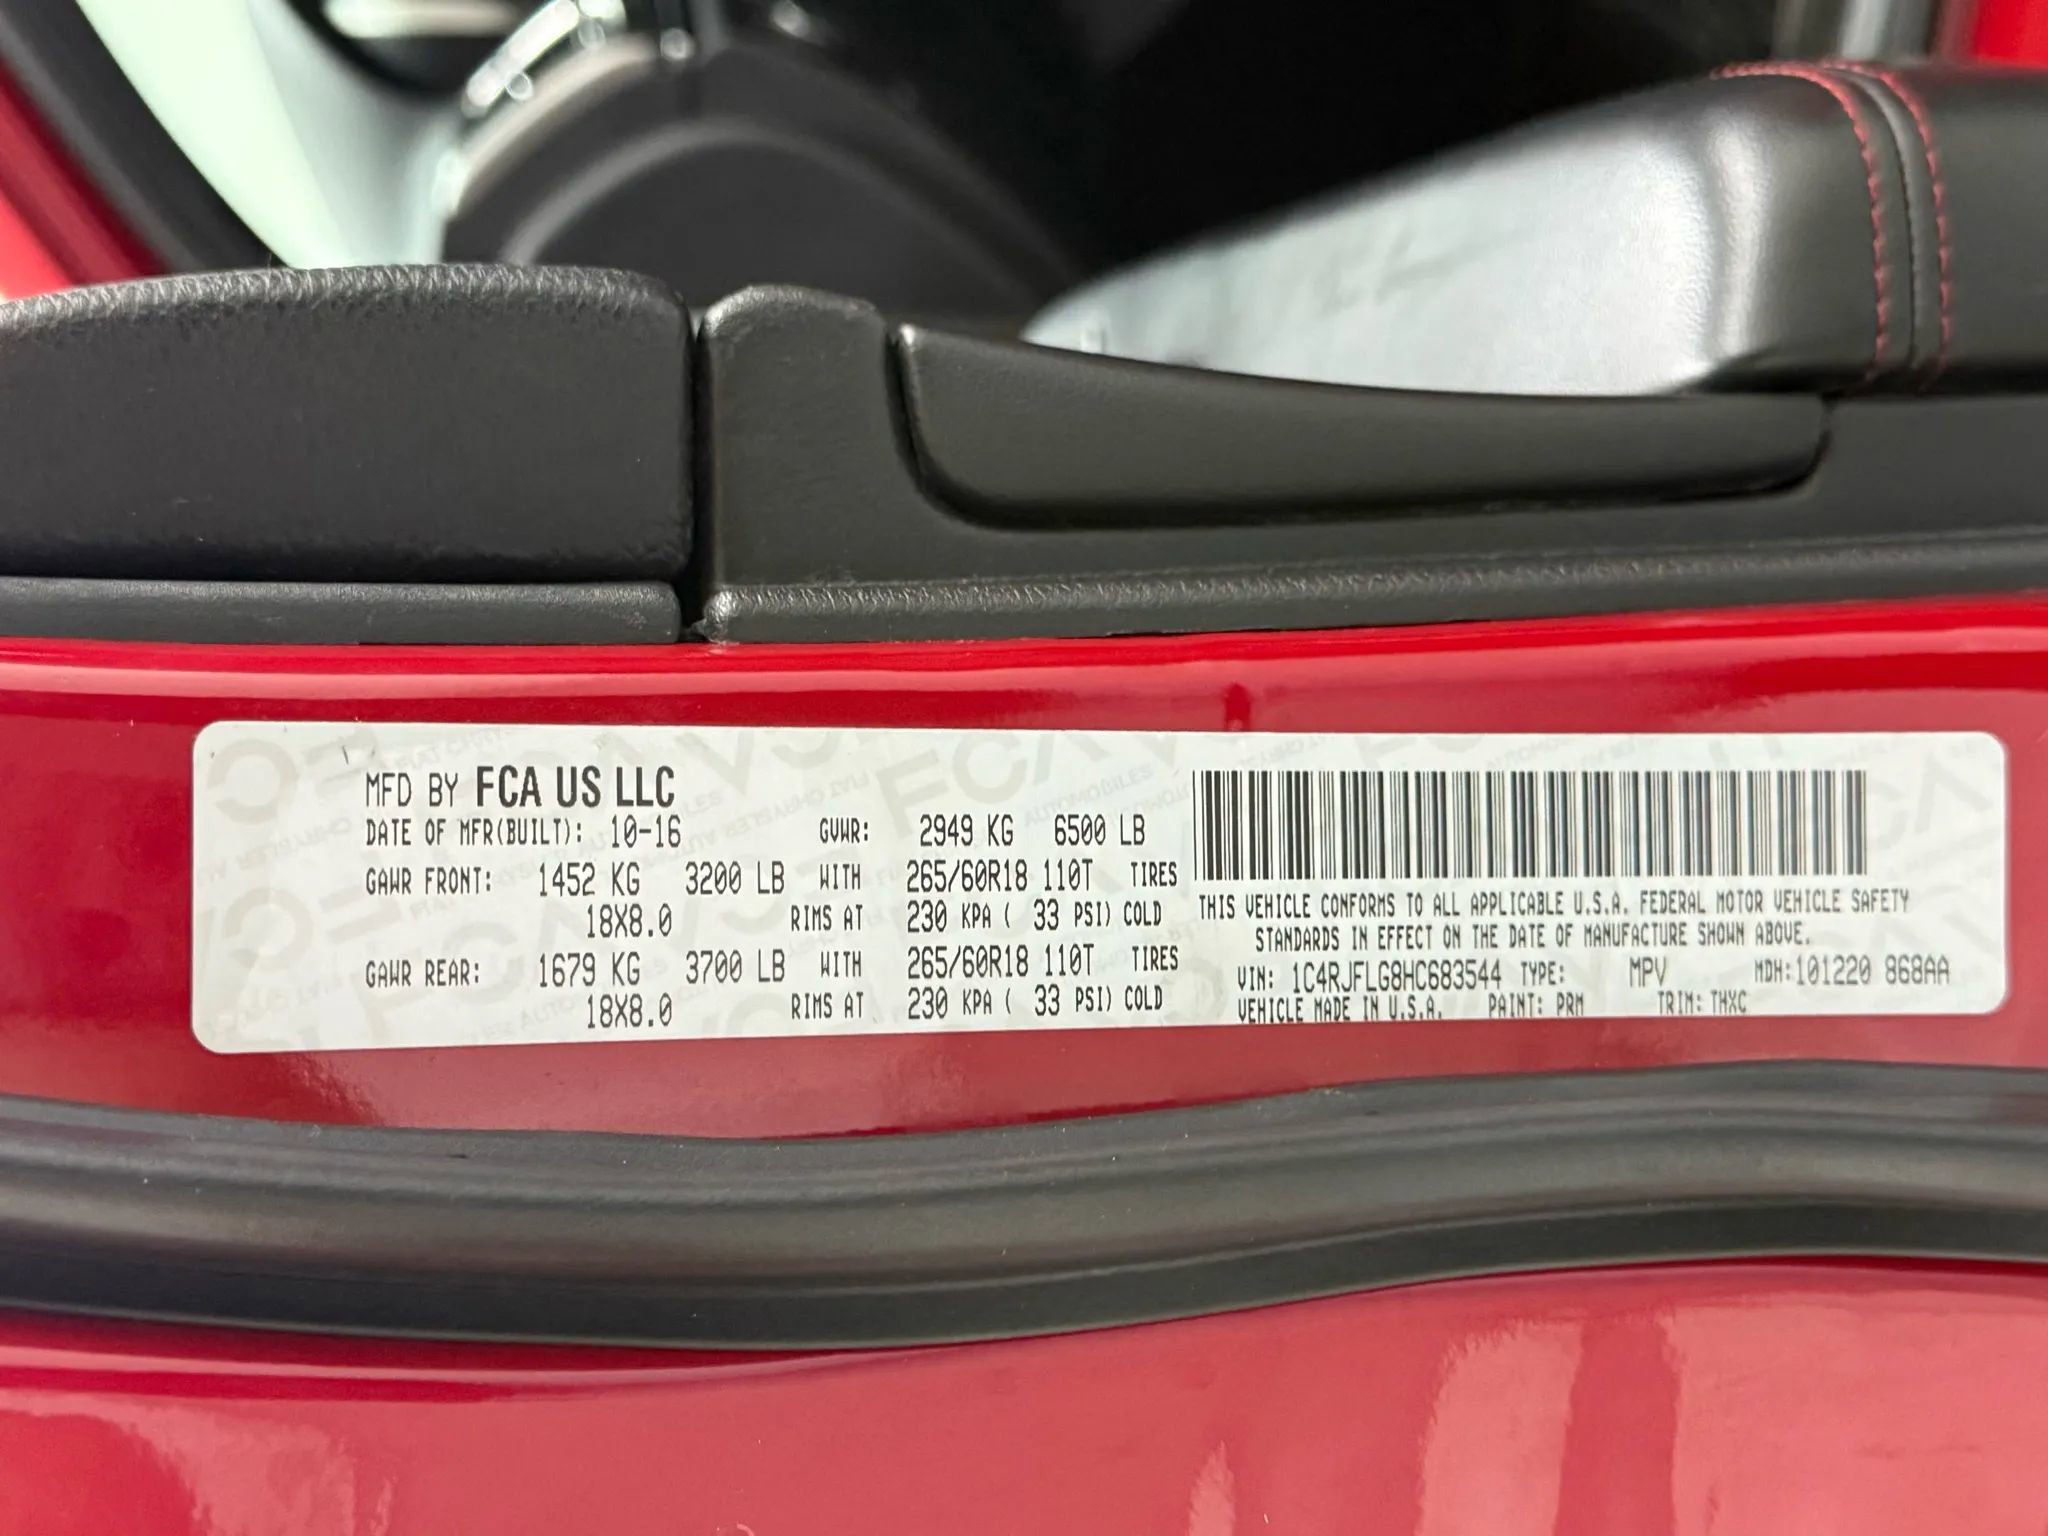 MFD BY FCA US LLC
DATE OF MFR(BUILT): 10-16 GVWR: 2949 KG 6500 LB
GAWR FRONT: 1452 KG 3200 LB WITH 265/60R18 110T TIRES
18X8.0 RIMS AT 230 KPA ( 33 PSI) COLD
GAWR REAR: 1679 KG 3700 LB WITH 265/60R18 110T TIRES
18X8.0 RIMS AT 230 KPA ( 33 PSI) COLD
THIS VEHICLE CONFORMS TO ALL APPLICABLE U.S.A. FEDERAL MOTOR VEHICLE SAFETY
STANDARDS IN EFFECT ON THE DATE OF MANUFACTURE SHOWN ABOVE.
VIN: 1C4RJFLG8HC683544 TYPE: MPV MDH:101220 868AA
VEHICLE MADE IN U.S.A. PAINT: PRM TRIM: THXC